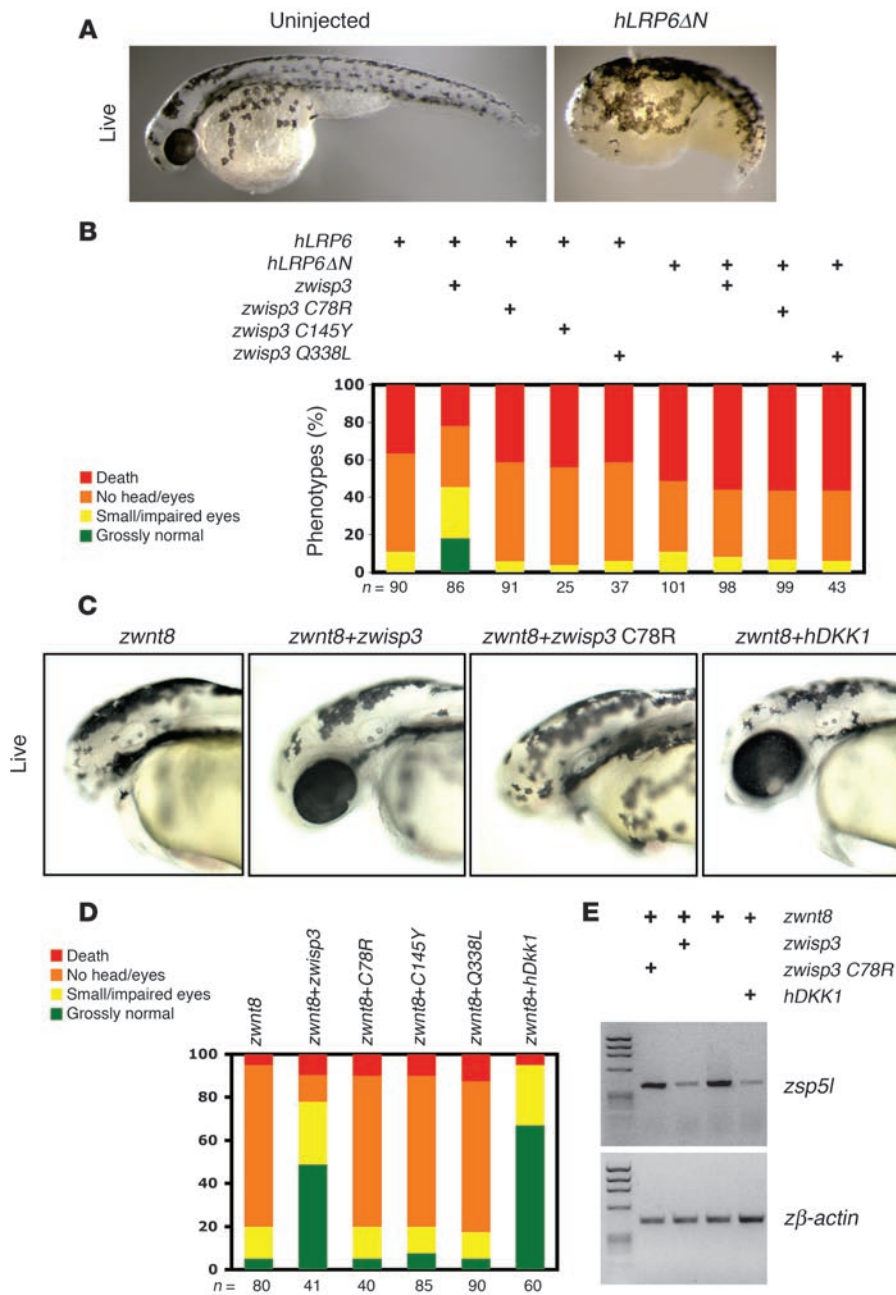 A
Uninjected
hLRP6ΔN
Live
B
hLRP6 + + + + +
hLRP6ΔN + + + +
zwisp3 + +
zwisp3 C78R + +
zwisp3 C145Y +
zwisp3 Q338L + +
Phenotypes (%)
100
80
60
40
20
0
Death
No head/eyes
Small/impaired eyes
Grossly normal
n = 90 86 91 25 37 101 98 99 43
C
zwnt8
zwnt8+zwisp3
zwnt8+zwisp3 C78R
zwnt8+hDKK1
Live
D
Death
No head/eyes
Small/impaired eyes
Grossly normal
zwnt8
zwnt8+zwisp3
zwnt8+C78R
zwnt8+C145Y
zwnt8+Q338L
zwnt8+hDkk1
100
80
60
40
20
0
n = 80 41 40 85 90 60
E
+ + + + zwnt8
+ zwisp3
+ zwisp3 C78R
+ hDKK1
zsp5l
zβ-actin